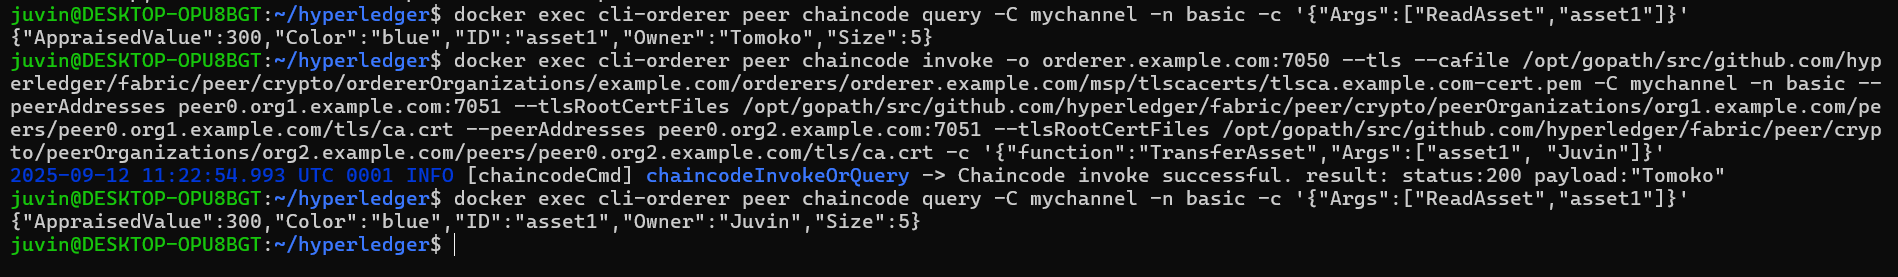 juvin@DESKTOP-OPU8BGT:~/hyperledger$ docker exec cli-orderer peer chaincode query -C mychannel -n basic -c '{"Args":["ReadAsset","asset1"]}'
{"AppraisedValue":300,"Color":"blue","ID":"asset1","Owner":"Tomoko","Size":5}
juvin@DESKTOP-OPU8BGT:~/hyperledger$ docker exec cli-orderer peer chaincode invoke -o orderer.example.com:7050 --tls --cafile /opt/gopath/src/github.com/hyp
erledger/fabric/peer/crypto/ordererOrganizations/example.com/orderers/orderer.example.com/msp/tlscacerts/tlsca.example.com-cert.pem -C mychannel -n basic --
peerAddresses peer0.org1.example.com:7051 --tlsRootCertFiles /opt/gopath/src/github.com/hyperledger/fabric/peer/crypto/peerOrganizations/org1.example.com/pe
ers/peer0.org1.example.com/tls/ca.crt --peerAddresses peer0.org2.example.com:7051 --tlsRootCertFiles /opt/gopath/src/github.com/hyperledger/fabric/peer/cryp
to/peerOrganizations/org2.example.com/peers/peer0.org2.example.com/tls/ca.crt -c '{"function":"TransferAsset","Args":["asset1", "Juvin"]}'
2025-09-12 11:22:54.993 UTC 0001 INFO [chaincodeCmd] chaincodeInvokeOrQuery -> Chaincode invoke successful. result: status:200 payload:"Tomoko"
juvin@DESKTOP-OPU8BGT:~/hyperledger$ docker exec cli-orderer peer chaincode query -C mychannel -n basic -c '{"Args":["ReadAsset","asset1"]}'
{"AppraisedValue":300,"Color":"blue","ID":"asset1","Owner":"Juvin","Size":5}
juvin@DESKTOP-OPU8BGT:~/hyperledger$